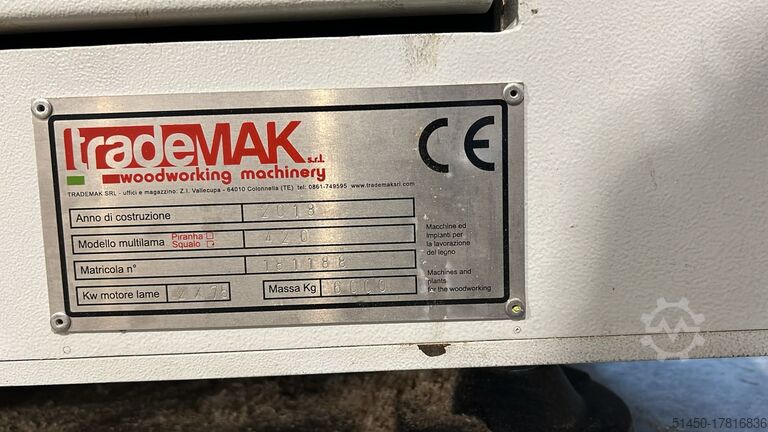 tradeMAK s.r.l.
woodworking machinery
CE
TRADEMAK SRL - uffici e magazzino: Z.I. Vallecupa - 64010 Colonnella (TE) tel: 0861-749595 www.trademaksrl.com
Anno di costruzione 2018
Modello multilama Piranha Squalo 420
Matricola n° 181188
Kw motore lame 2X75 Massa Kg 6000
Macchine ed
Impianti per
la lavorazione
del legno
Machines and
plants
for the woodworking
51450-17816836